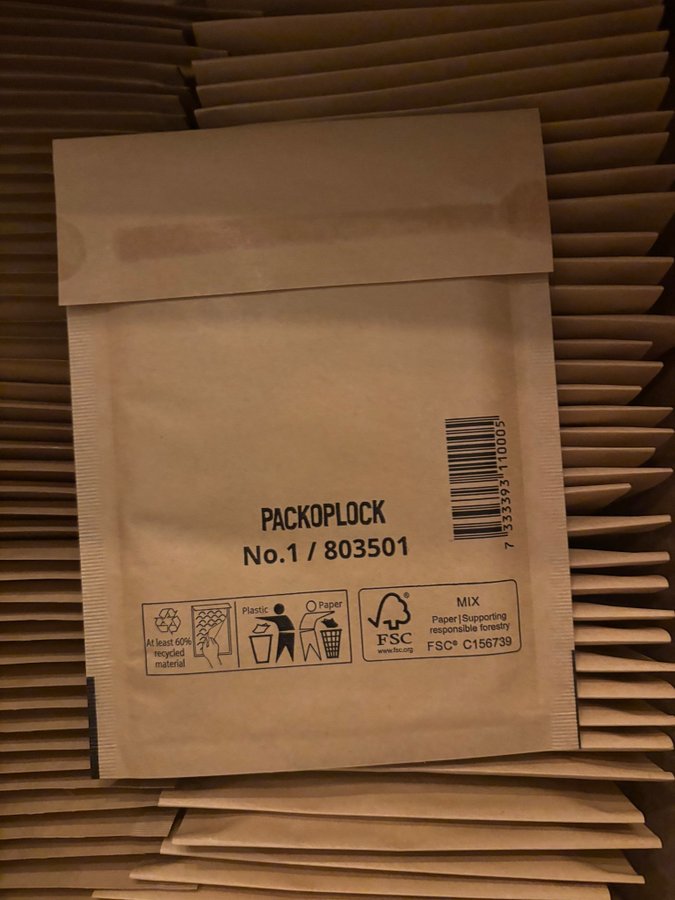 7 333393 110005
PACKOPLOCK
No.1 / 803501
At least 60%
recycled
material
Plastic
Paper
FSC
www.fsc.org
MIX
Paper | Supporting
responsible forestry
FSC® C156739